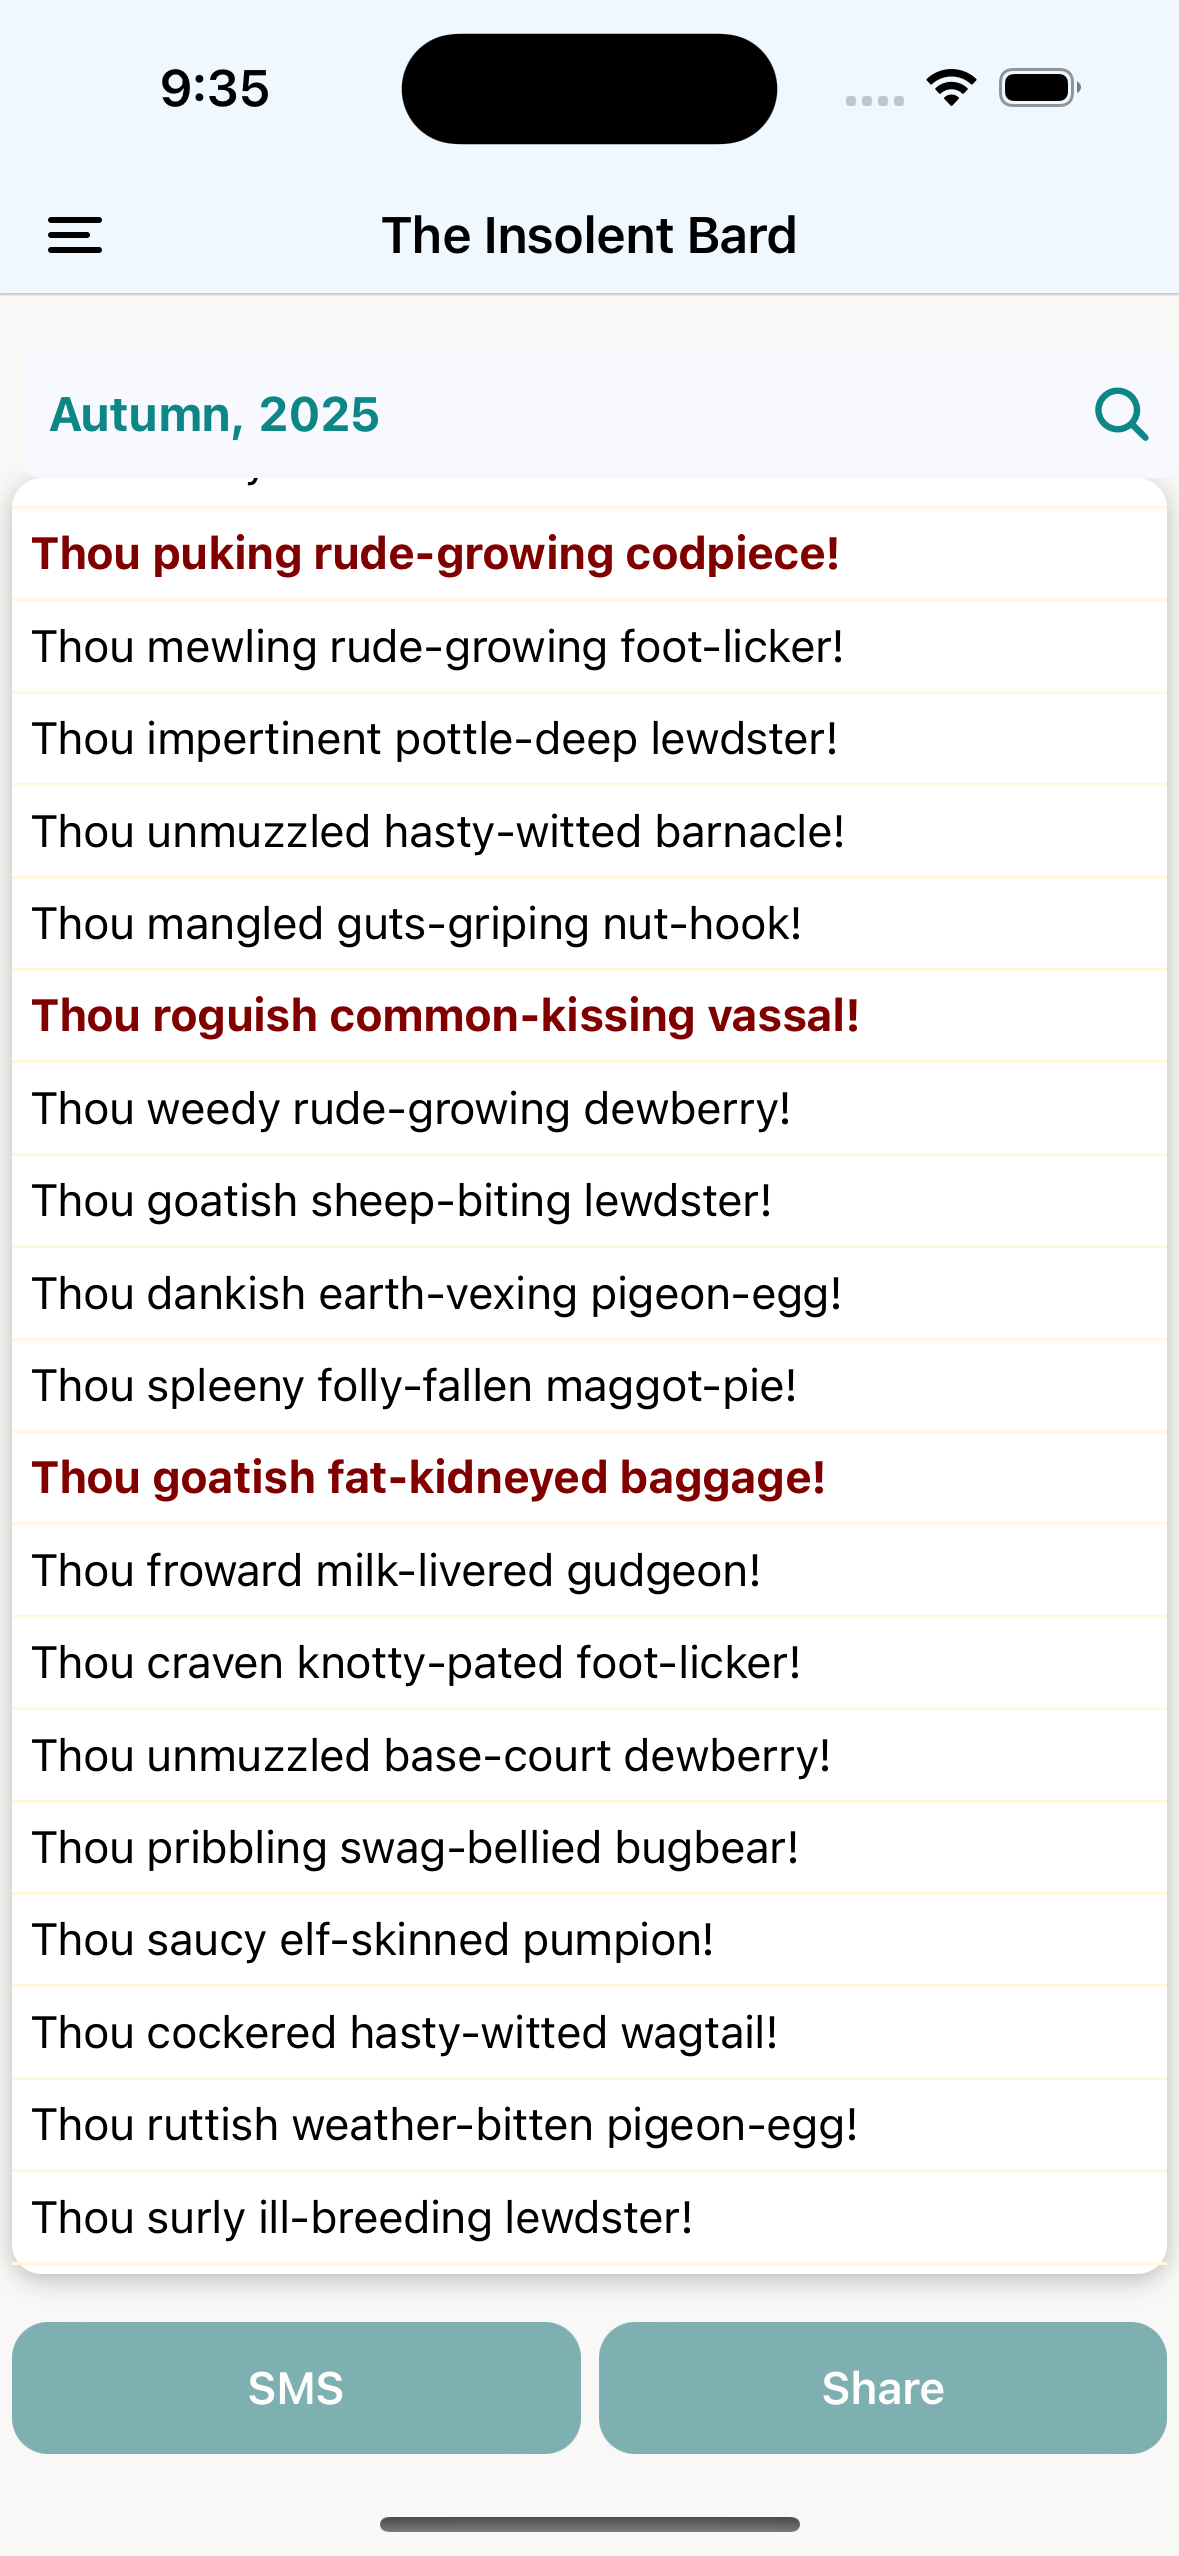 9:35
The Insolent Bard
Autumn, 2025
Thou puking rude-growing codpiece!
Thou mewling rude-growing foot-licker!
Thou impertinent pottle-deep lewdster!
Thou unmuzzled hasty-witted barnacle!
Thou mangled guts-griping nut-hook!
Thou roguish common-kissing vassal!
Thou weedy rude-growing dewberry!
Thou goatish sheep-biting lewdster!
Thou dankish earth-vexing pigeon-egg!
Thou spleeny folly-fallen maggot-pie!
Thou goatish fat-kidneyed baggage!
Thou froward milk-livered gudgeon!
Thou craven knotty-pated foot-licker!
Thou unmuzzled base-court dewberry!
Thou pribbling swag-bellied bugbear!
Thou saucy elf-skinned pumpion!
Thou cockered hasty-witted wagtail!
Thou ruttish weather-bitten pigeon-egg!
Thou surly ill-breeding lewdster!
SMS
Share